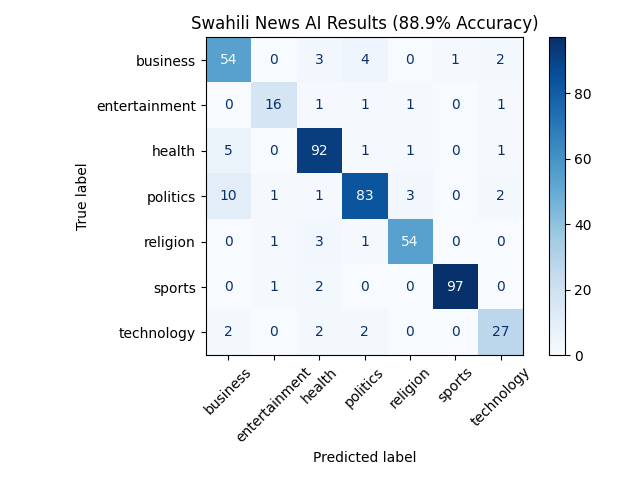 Swahili News AI Results (88.9% Accuracy)
True label
business 54 0 3 4 0 1 2
entertainment 0 16 1 1 1 0 1
health 5 0 92 1 1 0 1
politics 10 1 1 83 3 0 2
religion 0 1 3 1 54 0 0
sports 0 1 2 0 0 97 0
technology 2 0 2 2 0 0 27
business entertainment health politics religion sports technology
Predicted label
80
60
40
20
0